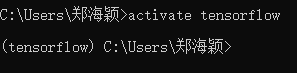 C:\Users\郑海颖>activate tensorflow
(tensorflow) C:\Users\郑海颖>